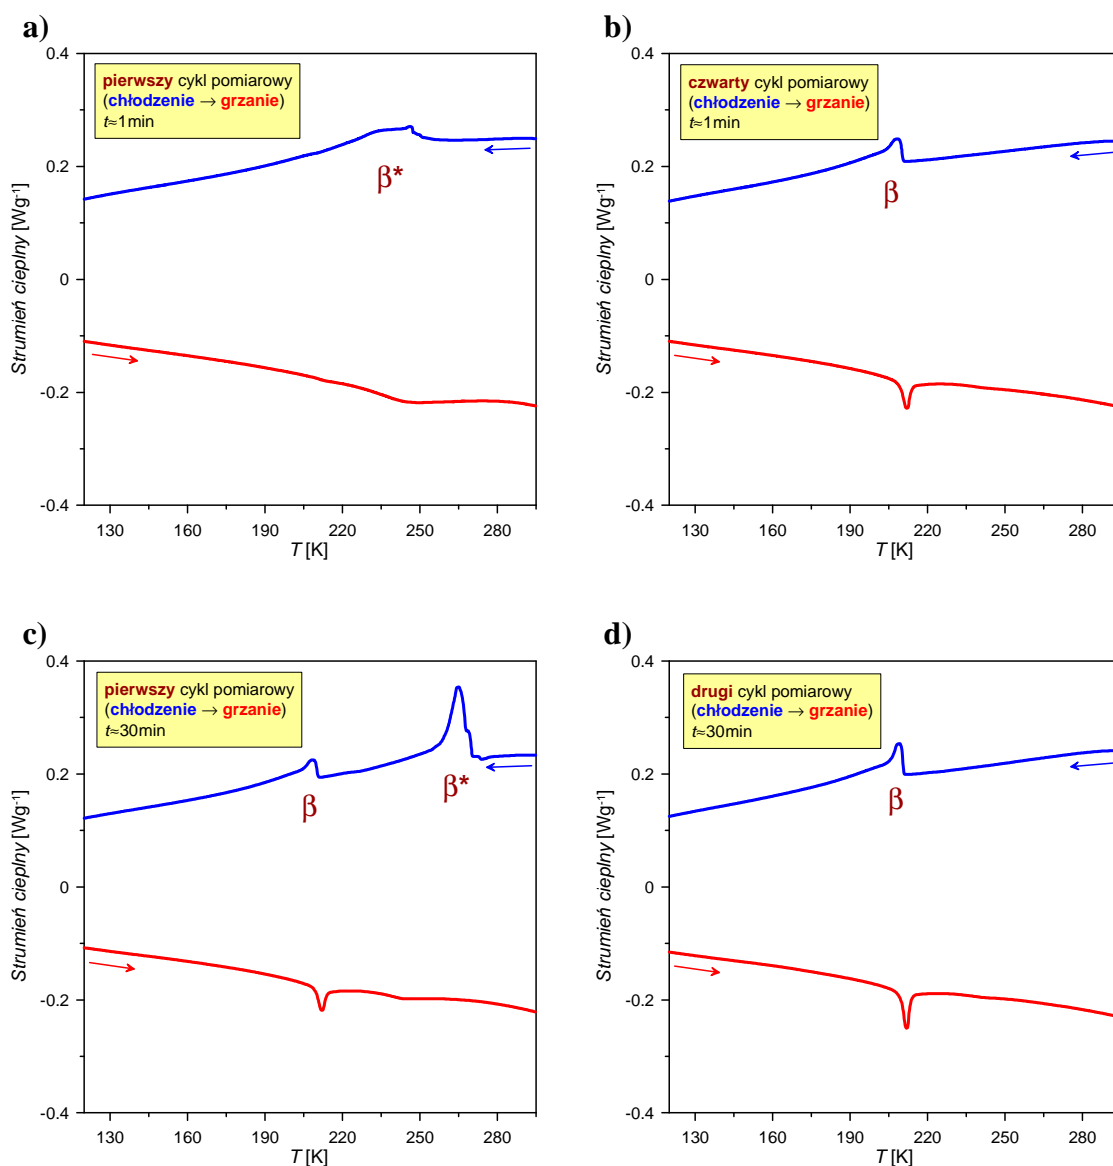 a)
0.4
0.2
0
-0.2
-0.4
Strumień cieplny [Wg-1]
pierwszy cykl pomiarowy
(chłodzenie → grzanie)
t≈1min
β*
130 160 190 220 250 280
T [K]
b)
0.4
0.2
0
-0.2
-0.4
Strumień cieplny [Wg-1]
czwarty cykl pomiarowy
(chłodzenie → grzanie)
t≈1min
β
130 160 190 220 250 280
T [K]
c)
0.4
0.2
0
-0.2
-0.4
Strumień cieplny [Wg-1]
pierwszy cykl pomiarowy
(chłodzenie → grzanie)
t≈30min
β
β*
130 160 190 220 250 280
T [K]
d)
0.4
0.2
0
-0.2
-0.4
Strumień cieplny [Wg-1]
drugi cykl pomiarowy
(chłodzenie → grzanie)
t≈30min
β
130 160 190 220 250 280
T [K]